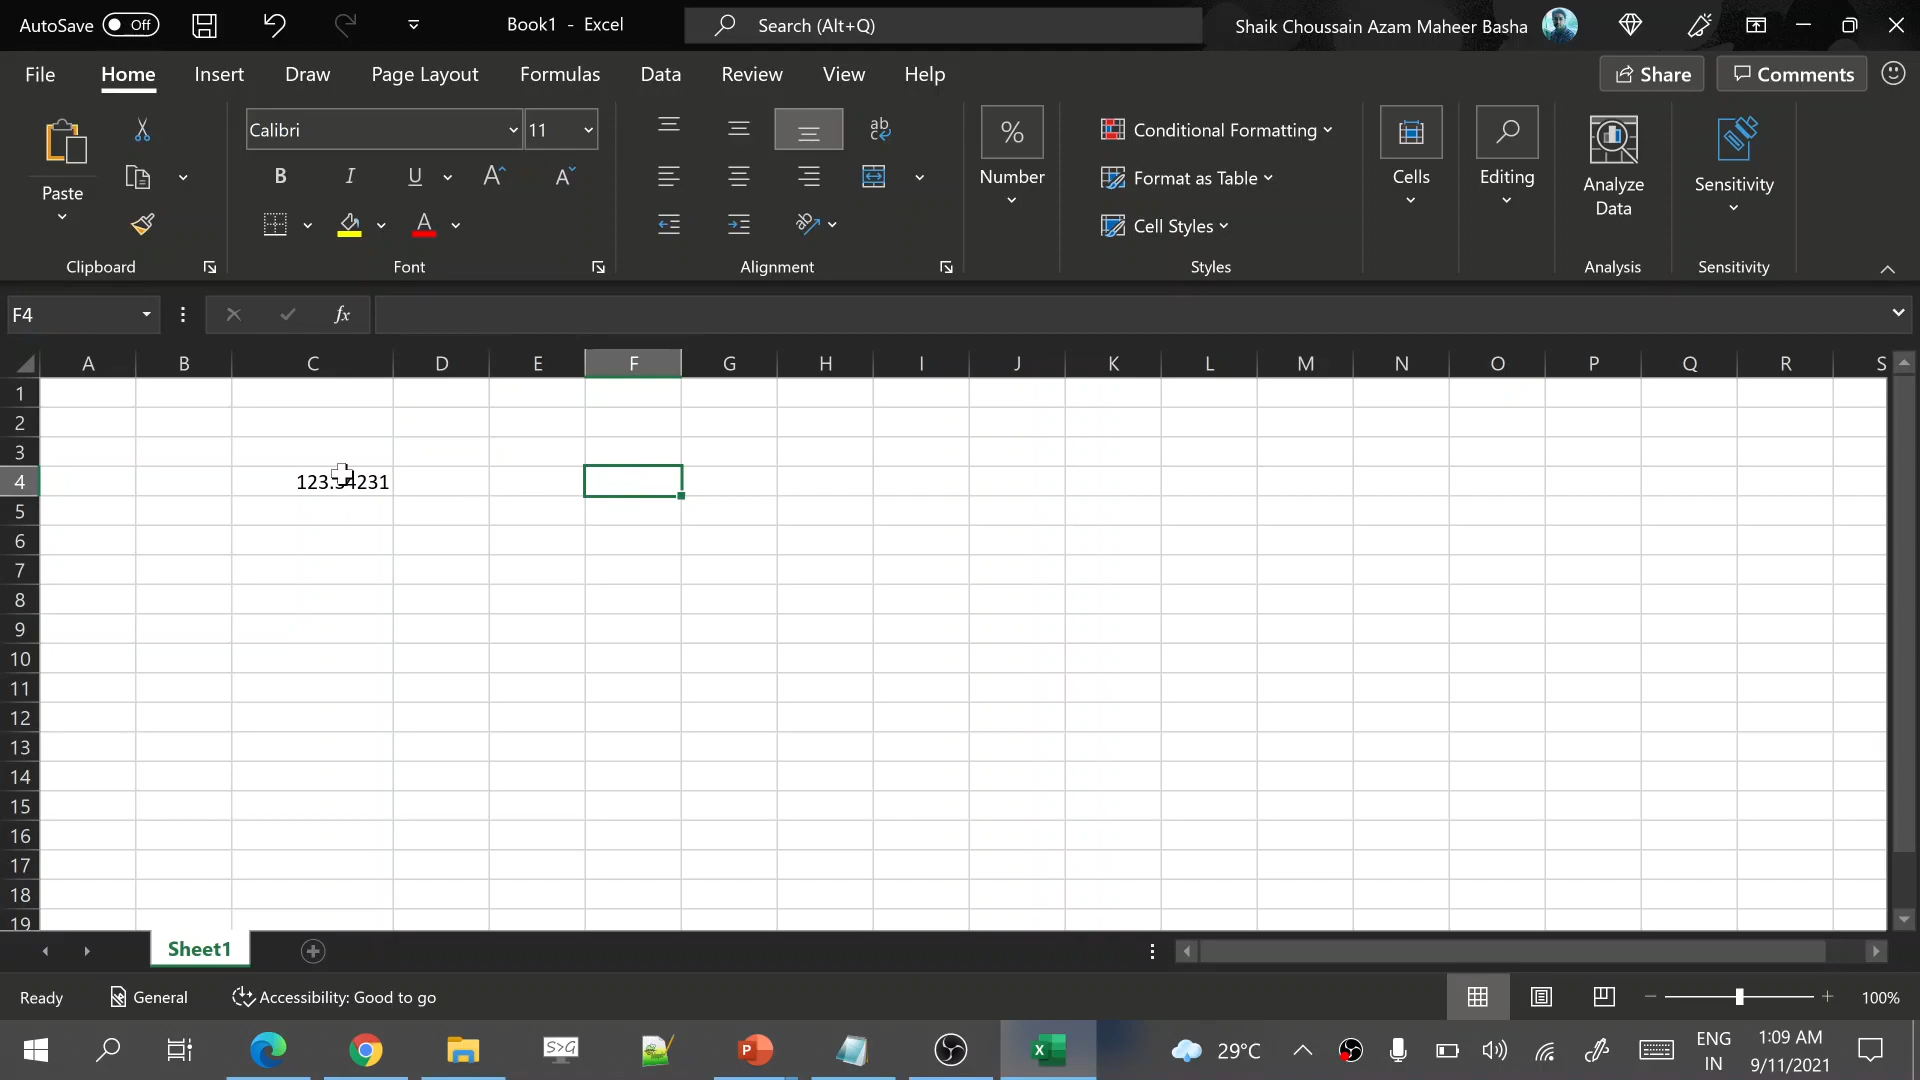 AutoSave Off Book1 - Excel Search (Alt+Q) Shaik Choussain Azam Maheer Basha
File Home Insert Draw Page Layout Formulas Data Review View Help Share Comments
Calibri 11 ab % Conditional Formatting
Paste B I U A A Number Format as Table Cells Editing Analyze Data Sensitivity
A Cell Styles
Clipboard Font Alignment Styles Analysis Sensitivity
F4 fx
A B C D E F G H I J K L M N O P Q R S
1
2
3
4
5
6
7
8
9
10
11
12
13
14
15
16
17
18
19
Sheet1
Ready General Accessibility: Good to go 100%
S>G P X 29°C ENG 1:09 AM
IN 9/11/2021